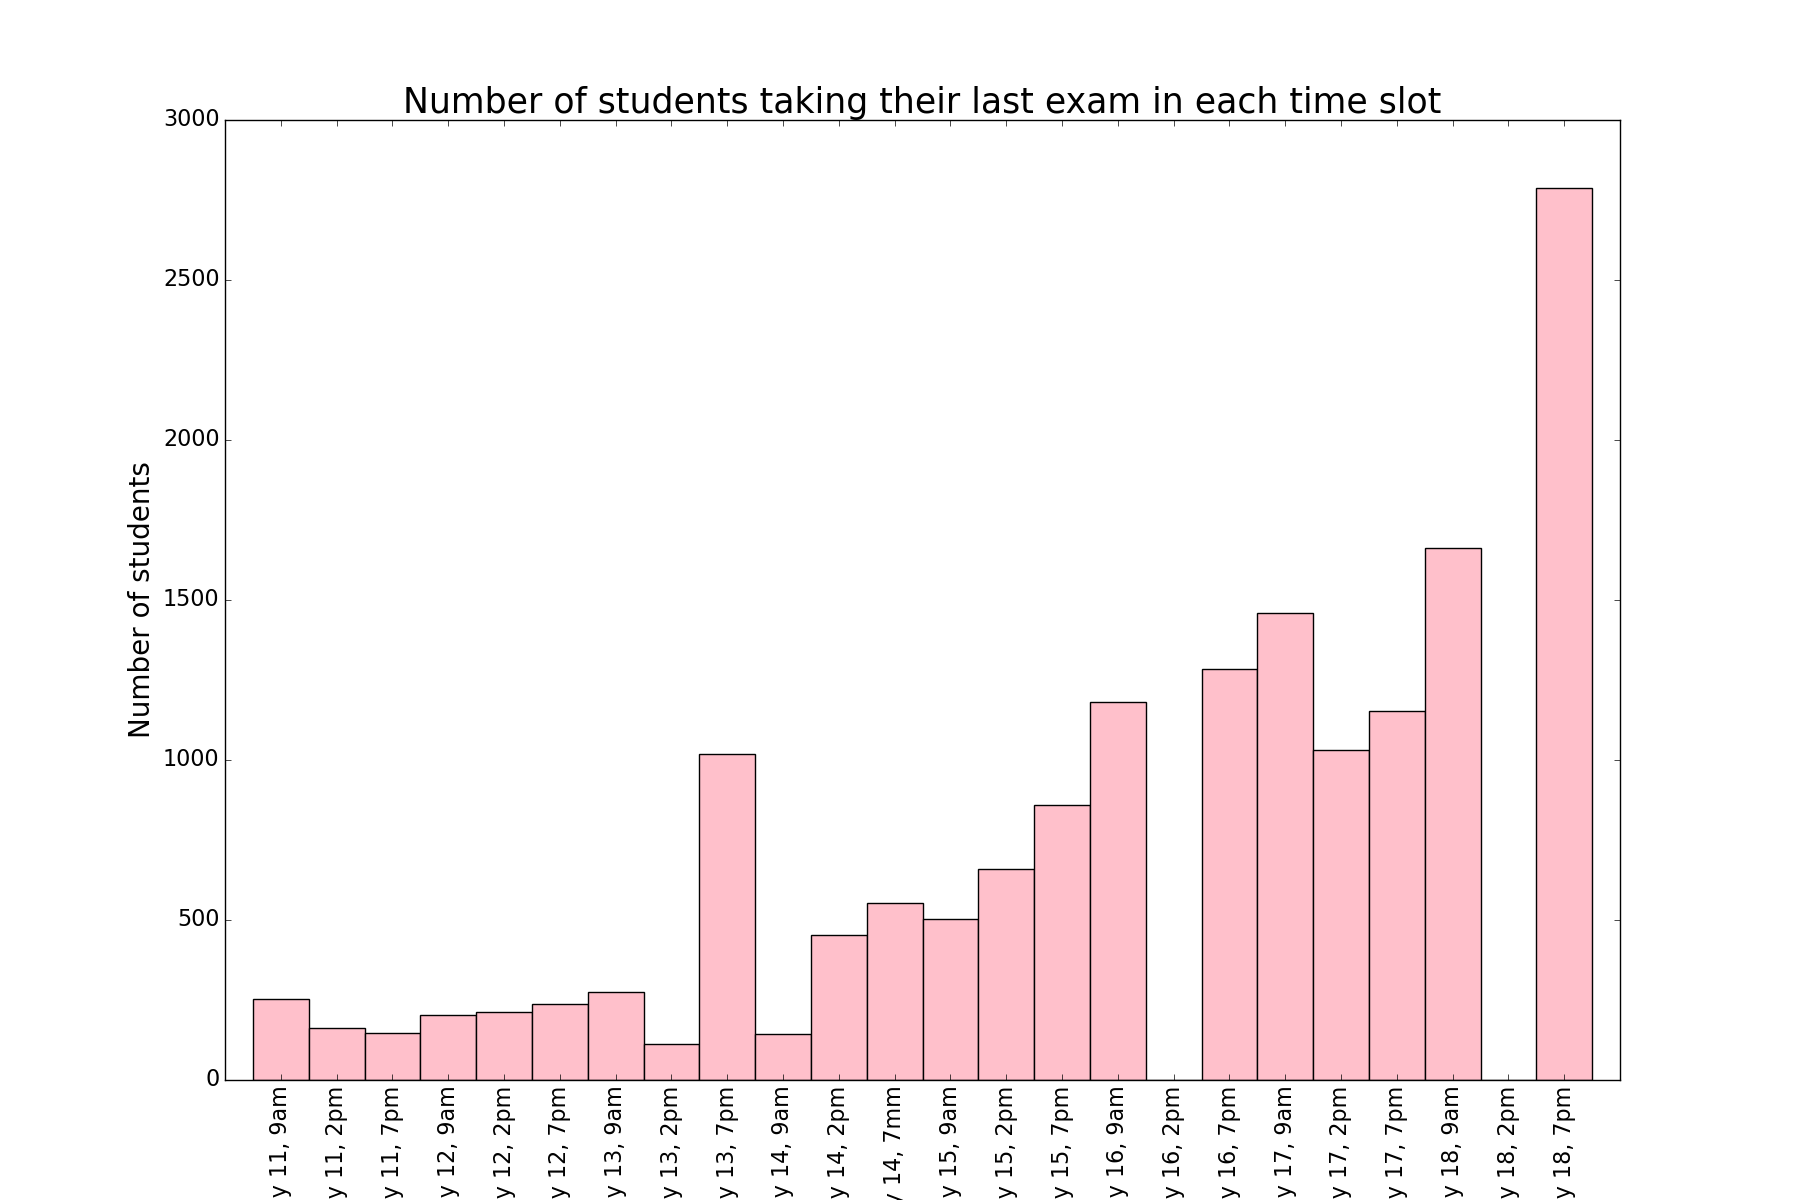 Number of students taking their last exam in each time slot
3000
2500
2000
1500
1000
500
0
Number of students
y 11, 9am
y 11, 2pm
y 11, 7pm
y 12, 9am
y 12, 2pm
y 12, 7pm
y 13, 9am
y 13, 2pm
y 13, 7pm
y 14, 9am
y 14, 2pm
y 14, 7mm
y 15, 9am
y 15, 2pm
y 15, 7pm
y 16, 9am
y 16, 2pm
y 16, 7pm
y 17, 9am
y 17, 2pm
y 17, 7pm
y 18, 9am
y 18, 2pm
y 18, 7pm